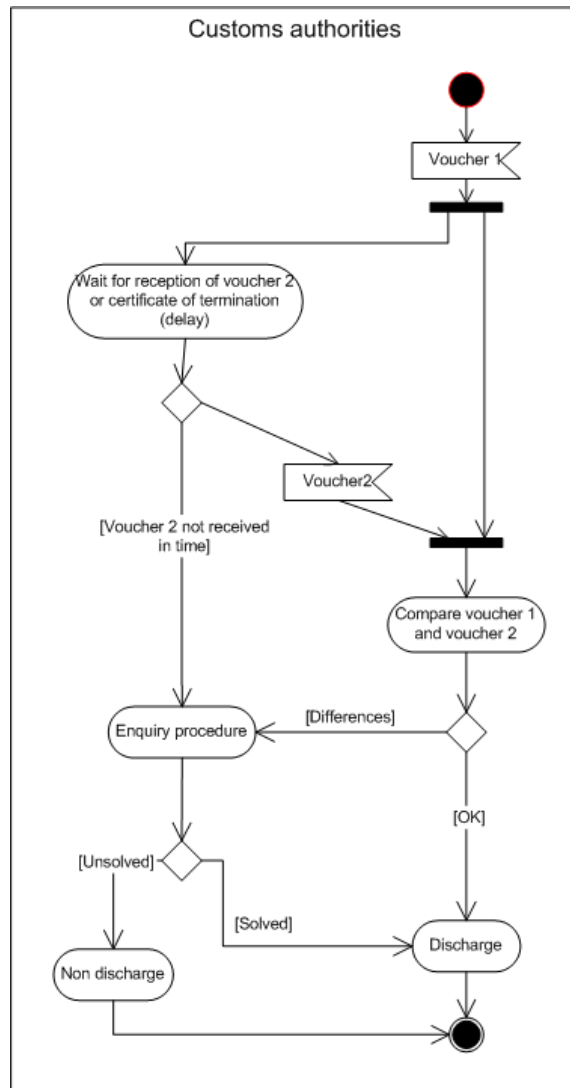 Customs authorities
Voucher 1
Wait for reception of voucher 2
or certificate of termination
(delay)
Voucher2
[Voucher 2 not received
in time]
Compare voucher 1
and voucher 2
[Differences]
Enquiry procedure
[OK]
[Unsolved]
[Solved]
Discharge
Non discharge